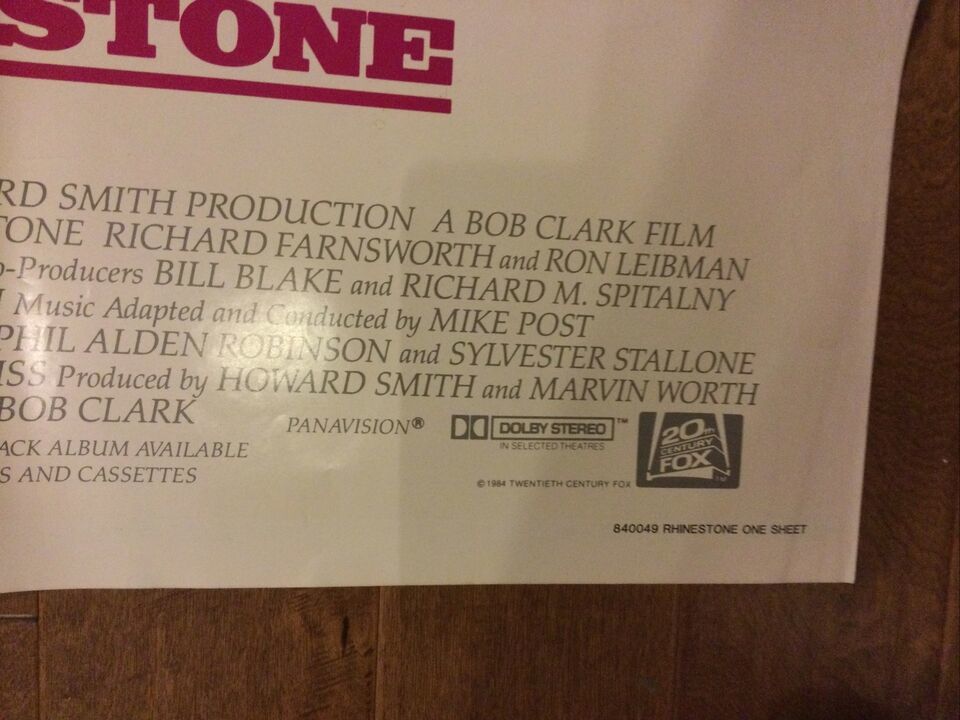 STONE
RD SMITH PRODUCTION A BOB CLARK FILM
TONE RICHARD FARNSWORTH and RON LEIBMAN
o-Producers BILL BLAKE and RICHARD M. SPITALNY
Music Adapted and Conducted by MIKE POST
PHIL ALDEN ROBINSON and SYLVESTER STALLONE
ISS Produced by HOWARD SMITH and MARVIN WORTH
BOB CLARK
PANAVISION® DOLBY STEREO ™
IN SELECTED THEATRES
20th CENTURY FOX
ACK ALBUM AVAILABLE
S AND CASSETTES
© 1984 TWENTIETH CENTURY FOX
840049 RHINESTONE ONE SHEET